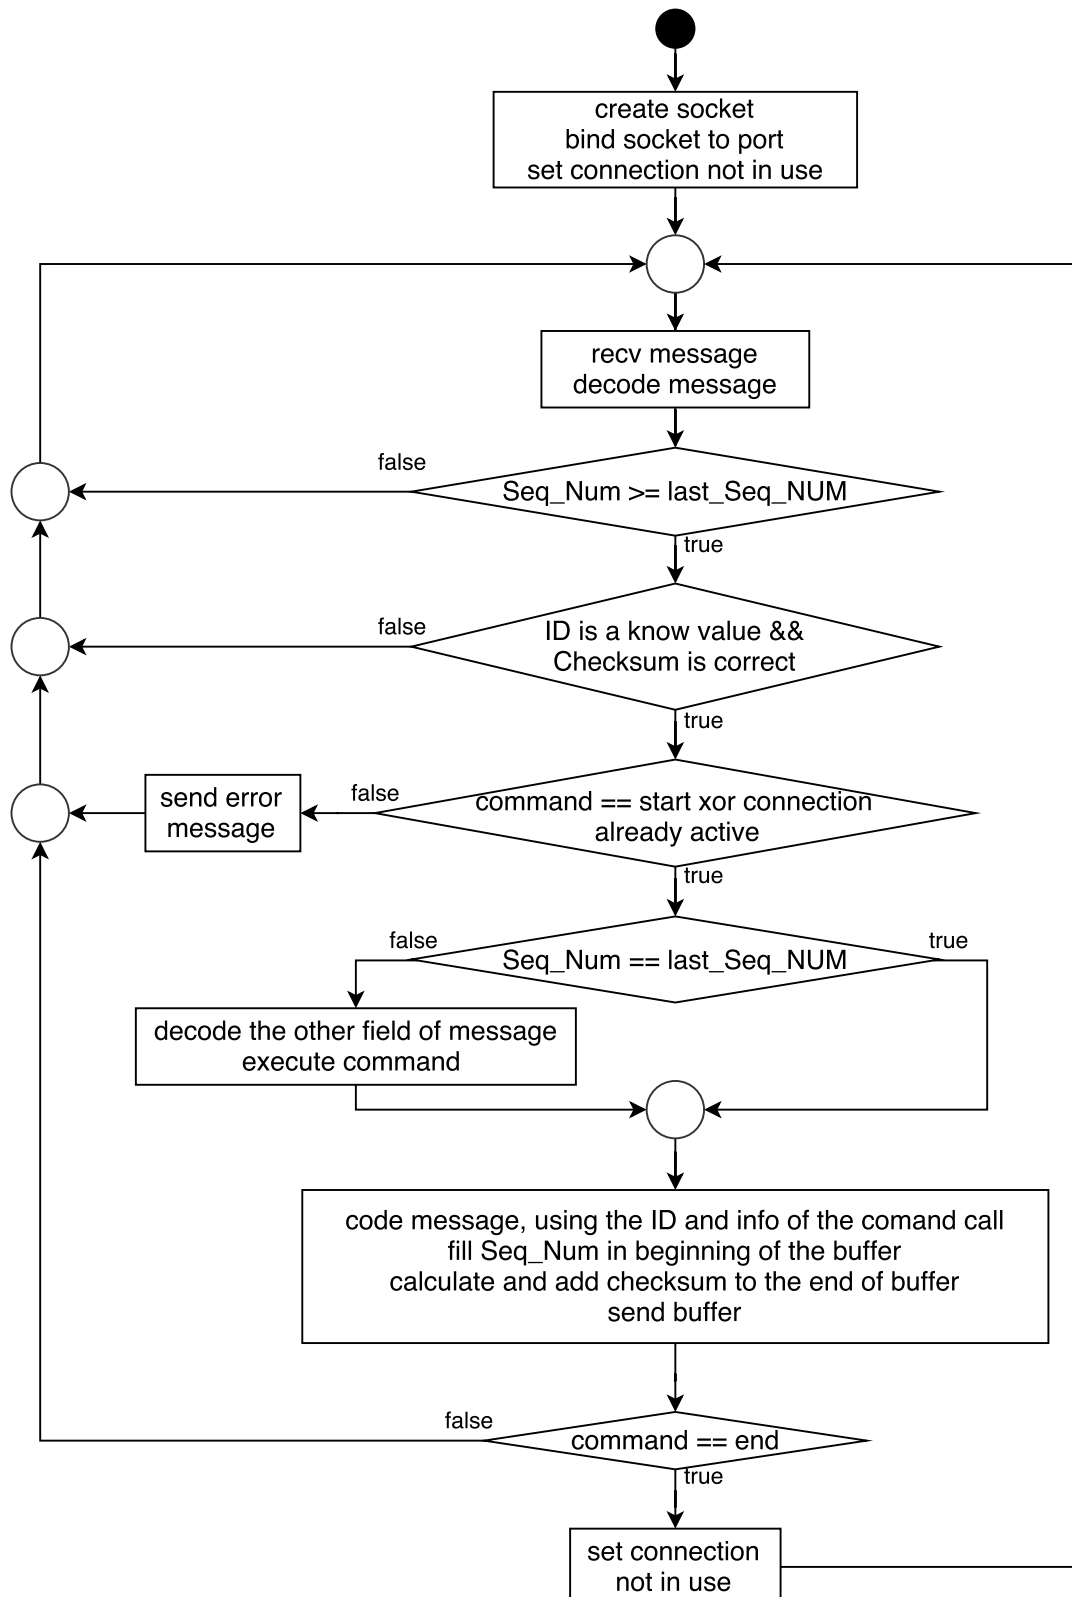 create socket
bind socket to port
set connection not in use
recv message
decode message
false
Seq_Num >= last_Seq_NUM
true
false
ID is a know value &&
Checksum is correct
true
send error
message
false
command == start xor connection
already active
true
false
Seq_Num == last_Seq_NUM
true
decode the other field of message
execute command
code message, using the ID and info of the comand call
fill Seq_Num in beginning of the buffer
calculate and add checksum to the end of buffer
send buffer
false
command == end
true
set connection
not in use